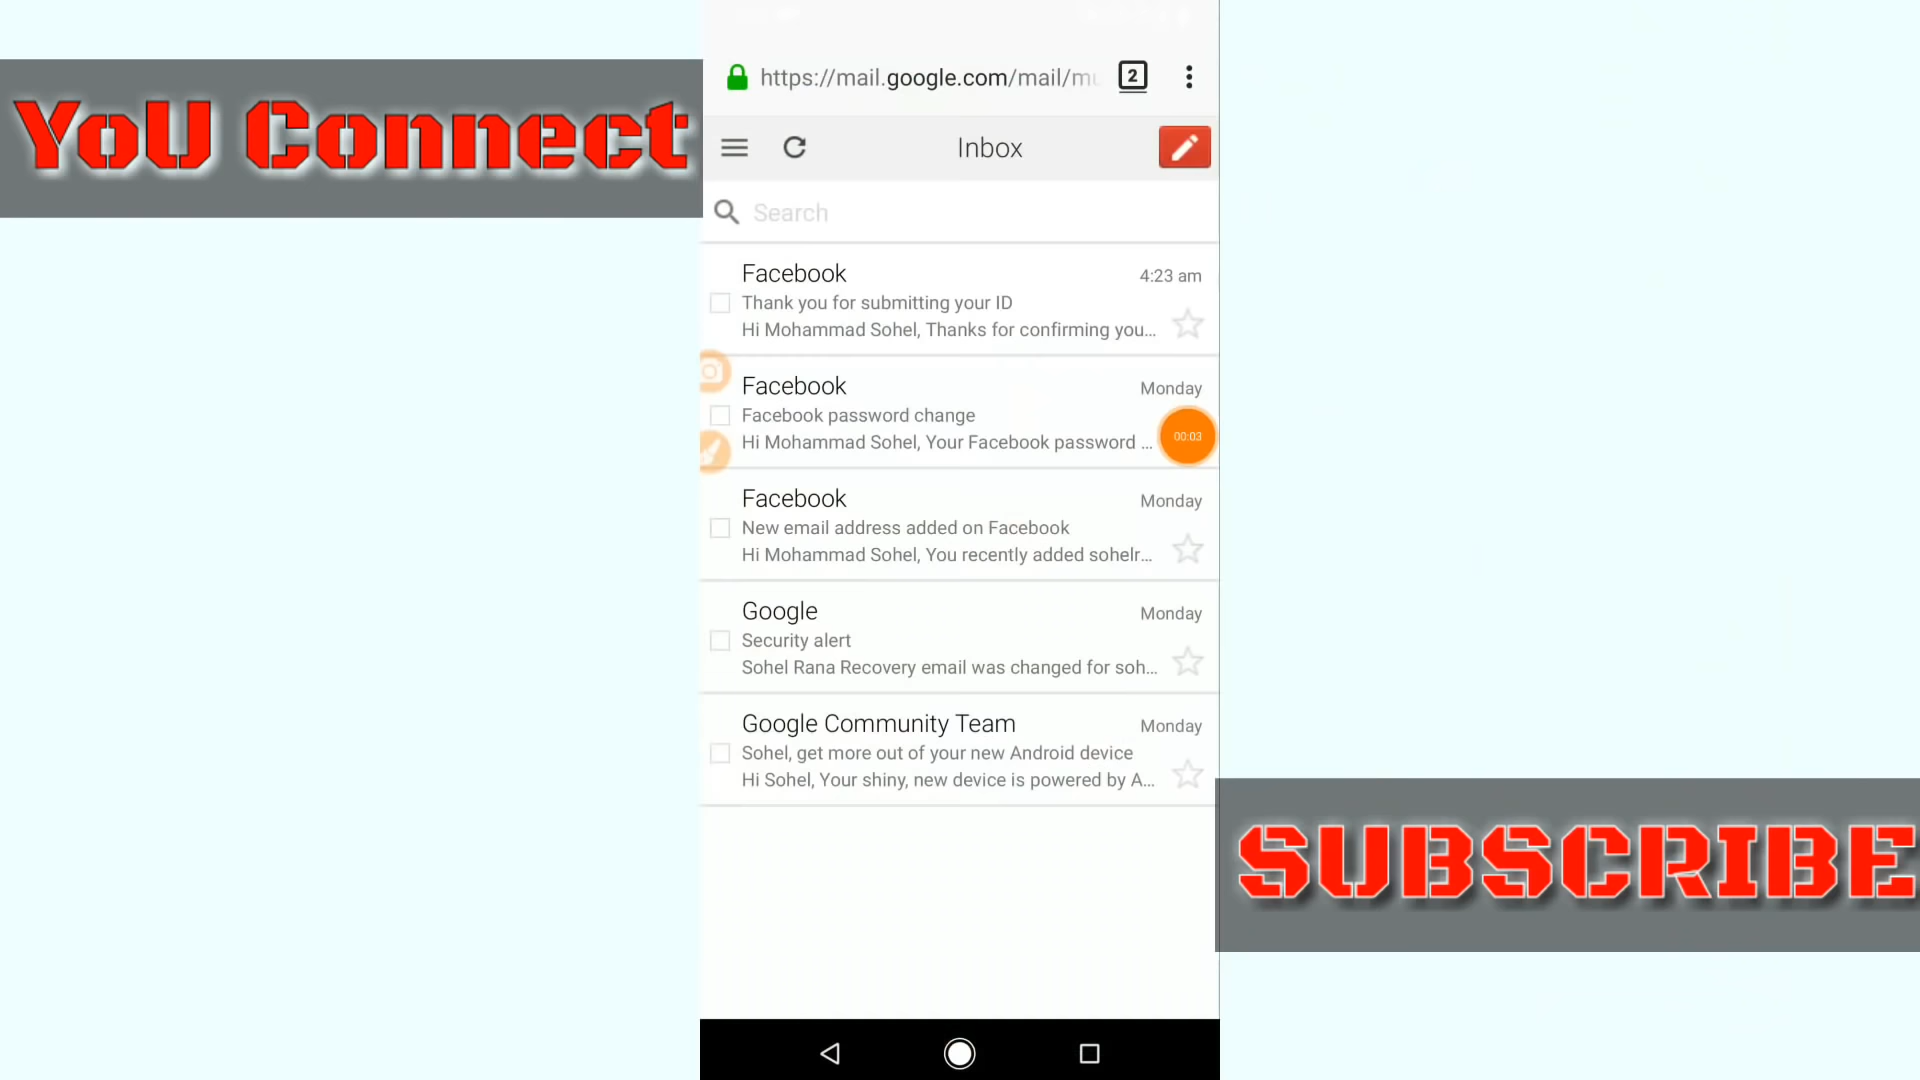 YoU Connect
https://mail.google.com/mail/mu
2
Inbox
Search
Facebook
4:23 am
Thank you for submitting your ID
Hi Mohammad Sohel, Thanks for confirming you...
Facebook
Monday
Facebook password change
Hi Mohammad Sohel, Your Facebook password ...
00:03
Facebook
Monday
New email address added on Facebook
Hi Mohammad Sohel, You recently added sohelr...
Google
Monday
Security alert
Sohel Rana Recovery email was changed for soh...
Google Community Team
Monday
Sohel, get more out of your new Android device
Hi Sohel, Your shiny, new device is powered by A...
SUBSCRIBE